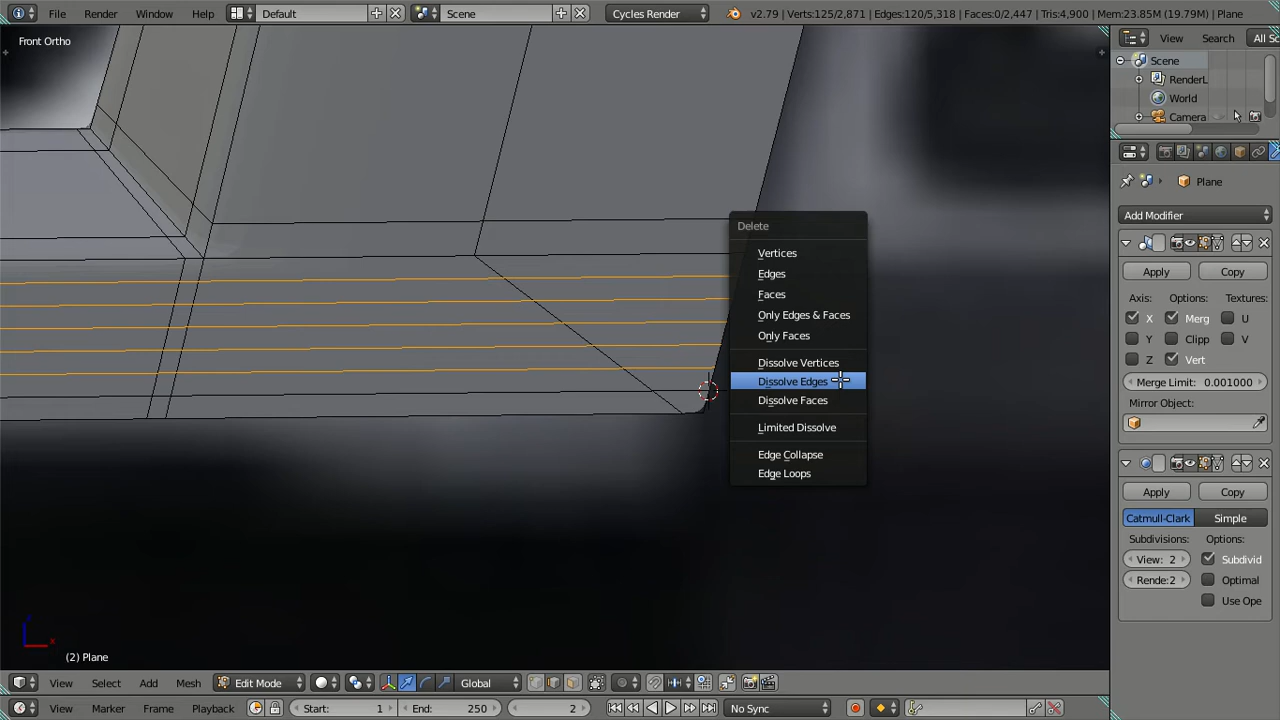 File Render Window Help Default Scene Cycles Render v2.79 | Verts:125/2,871 | Edges:120/5,318 | Faces:0/2,447 | Tris:4,900 | Mem:23.85M (19.79M) | Plane
Front Ortho
View Search All Sc
Scene
RenderL
World
Camera
Plane
Add Modifier
Apply Copy
Axis: Options: Textures:
X Merg U
Y Clipp V
Z Vert
Merge Limit: 0.001000
Mirror Object:
Apply Copy
Catmull-Clark Simple
Subdivisions: Options:
View: 2 Subdivid
Rende:2 Optimal
Use Ope
Delete
Vertices
Edges
Faces
Only Edges & Faces
Only Faces
Dissolve Vertices
Dissolve Edges
Dissolve Faces
Limited Dissolve
Edge Collapse
Edge Loops
(2) Plane
View Select Add Mesh Edit Mode Global
View Marker Frame Playback Start: 1 End: 250 2 No Sync